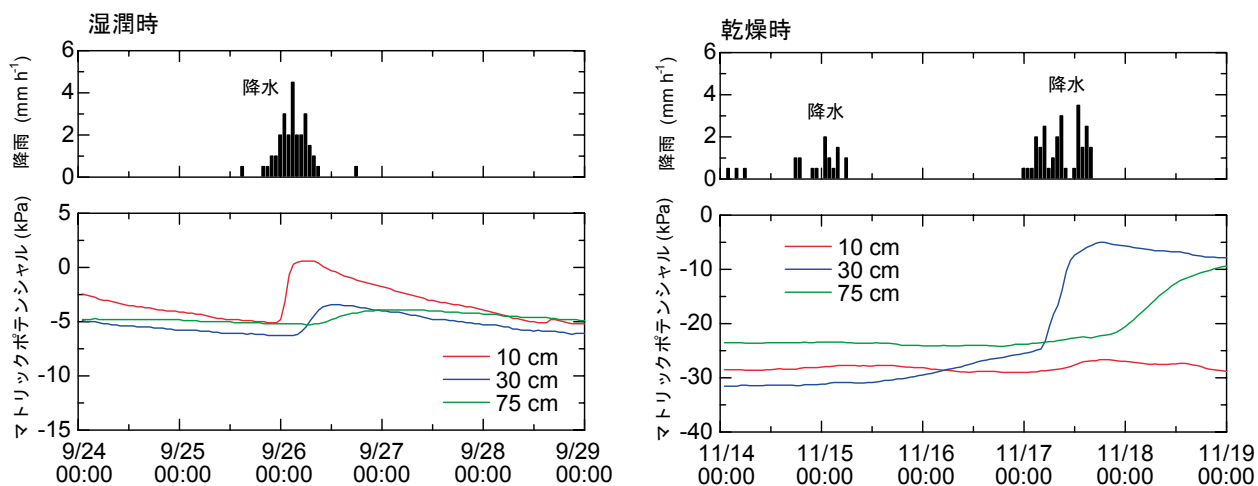 湿潤時
6
4
2
0
降雨 (mm h-1)
降水
5
0
-5
-10
-15
マトリックポテンシャル (kPa)
10 cm
30 cm
75 cm
9/24 9/25 9/26 9/27 9/28 9/29
00:00 00:00 00:00 00:00 00:00 00:00
乾燥時
6
4
2
0
降雨 (mm h-1)
降水
降水
0
-10
-20
-30
-40
マトリックポテンシャル (kPa)
10 cm
30 cm
75 cm
11/14 11/15 11/16 11/17 11/18 11/19
00:00 00:00 00:00 00:00 00:00 00:00